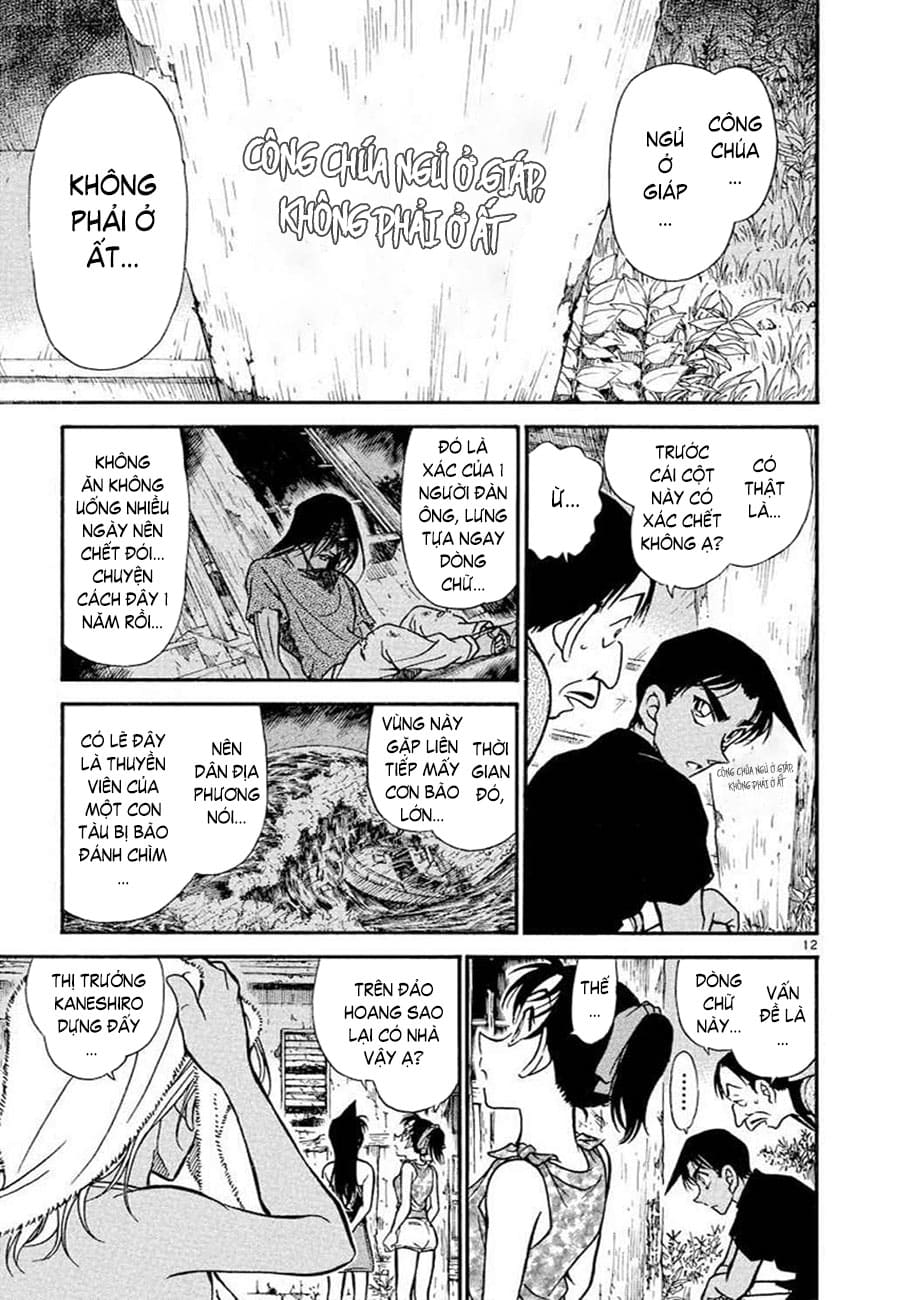 CÔNG
CHÚA
...
NGỦ
Ở
GIÁP
...
CÔNG CHÚA NGỦ Ở GIÁP,
KHÔNG PHẢI Ở ẤT
KHÔNG
PHẢI Ở
ẤT...
CÓ
THẬT
LÀ...
TRƯỚC
CÁI CỘT
NÀY CÓ
XÁC CHẾT
KHÔNG Ạ?
Ừ...
CÔNG CHÚA NGỦ Ở GIÁP,
KHÔNG PHẢI Ở ẤT
ĐÓ LÀ
XÁC CỦA 1
NGƯỜI ĐÀN
ÔNG, LƯNG
TỰA NGAY
DÒNG
CHỮ...
KHÔNG
ĂN KHÔNG
UỐNG NHIỀU
NGÀY NÊN
CHẾT ĐÓI...
CHUYỆN
CÁCH ĐÂY 1
NĂM RỒI...
THỜI
GIAN
ĐÓ,
VÙNG NÀY
GẶP LIÊN
TIẾP MẤY
CƠN BÃO
LỚN...
NÊN
DÂN ĐỊA
PHƯƠNG
NÓI...
CÓ LẼ ĐÂY
LÀ THUYỀN
VIÊN CỦA
MỘT CON
TÀU BỊ BÃO
ĐÁNH CHÌM
...
12
VẤN
ĐỀ LÀ
...
DÒNG
CHỮ
NÀY...
......
THẾ
...
TRÊN ĐẢO
HOANG SAO
LẠI CÓ NHÀ
VẬY Ạ?
THỊ TRƯỞNG
KANESHIRO
DỰNG ĐẤY
...